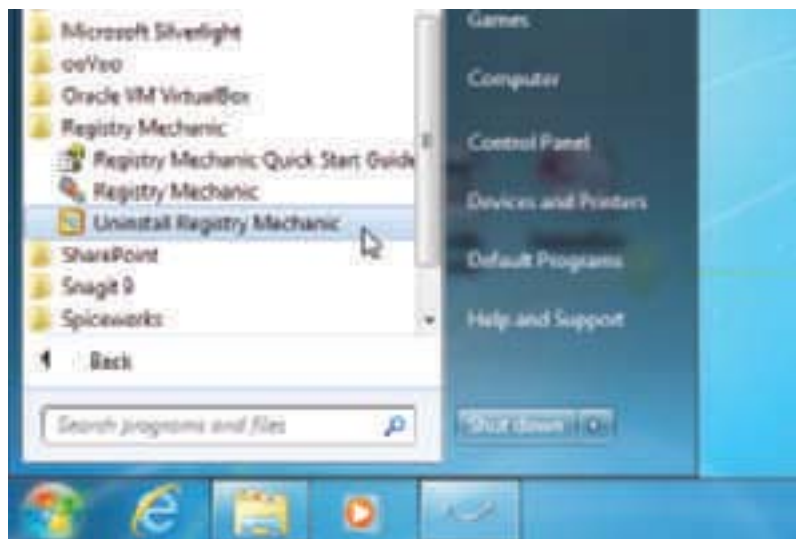 Microsoft Silverlight
ooVoo
Oracle VM VirtualBox
Registry Mechanic
Registry Mechanic Quick Start Guide
Registry Mechanic
Uninstall Registry Mechanic
SharePoint
Snagit 9
Spiceworks
Back
Search programs and files
Games
Computer
Control Panel
Devices and Printers
Default Programs
Help and Support
Shut down